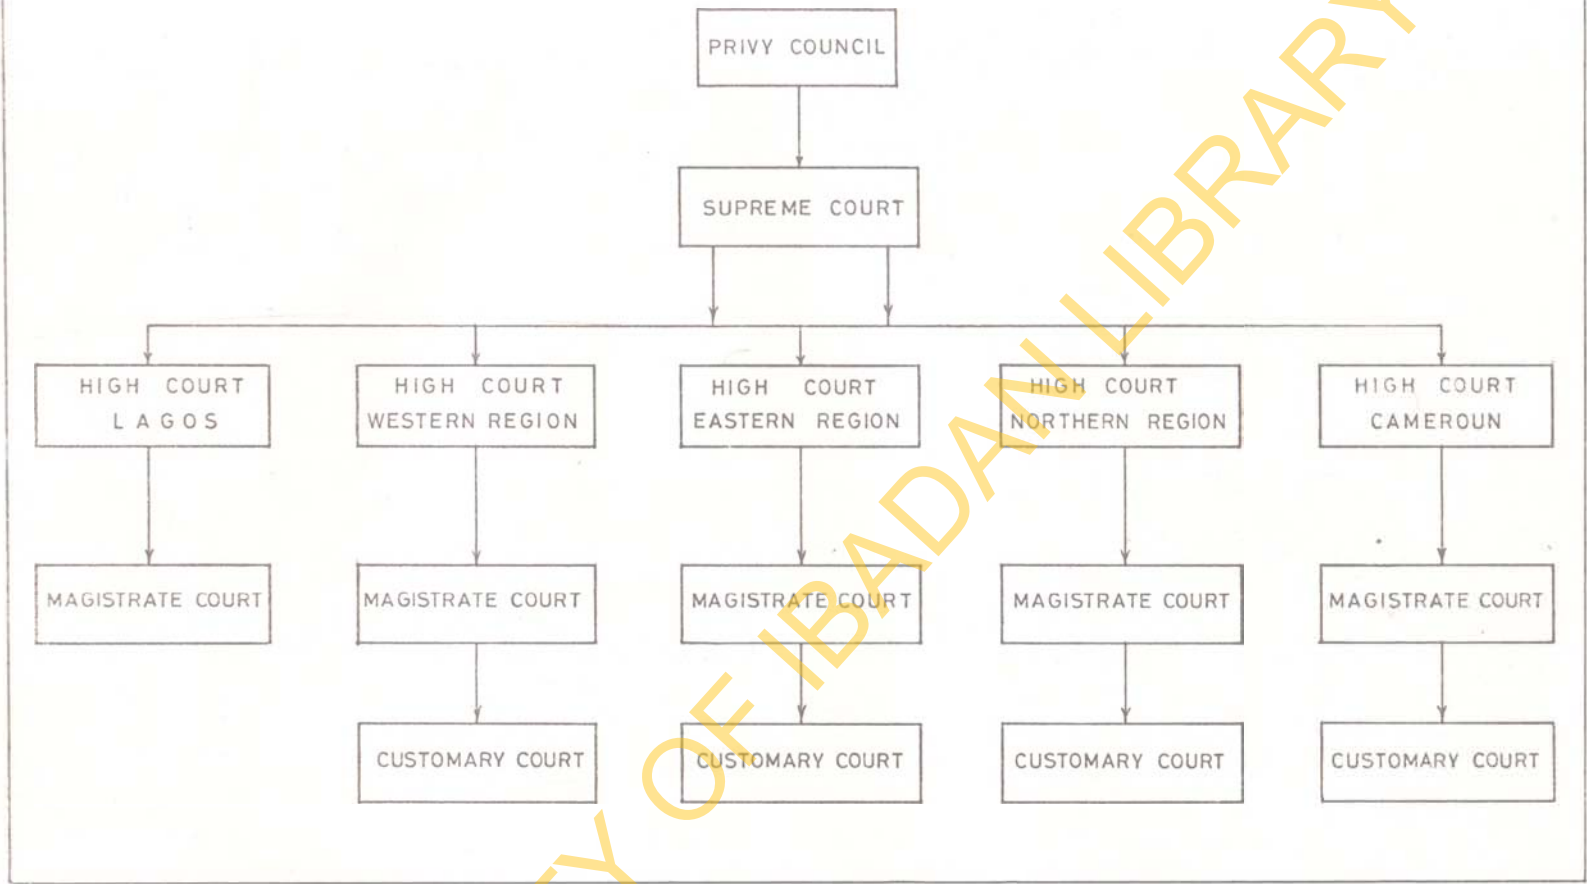 PRIVY COUNCIL
SUPREME COURT
HIGH COURT
LAGOS
HIGH COURT
WESTERN REGION
HIGH COURT
EASTERN REGION
HIGH COURT
NORTHERN REGION
HIGH COURT
CAMEROUN
MAGISTRATE COURT
MAGISTRATE COURT
MAGISTRATE COURT
MAGISTRATE COURT
MAGISTRATE COURT
CUSTOMARY COURT
CUSTOMARY COURT
CUSTOMARY COURT
CUSTOMARY COURT
TY OF IBADAN LIBRARY